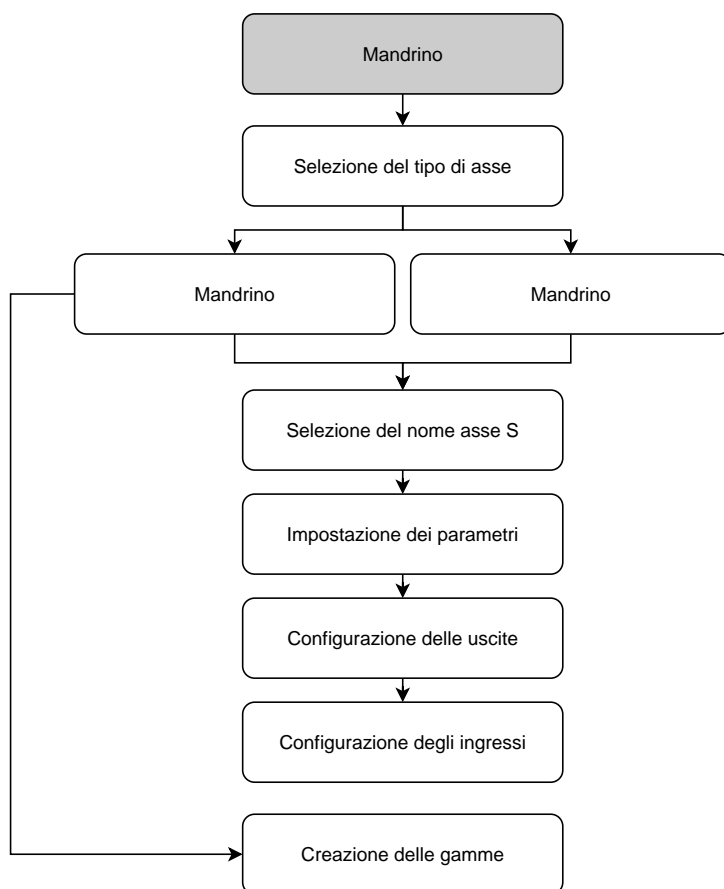 Mandrino
Selezione del tipo di asse
Mandrino
Mandrino
Selezione del nome asse S
Impostazione dei parametri
Configurazione delle uscite
Configurazione degli ingressi
Creazione delle gamme